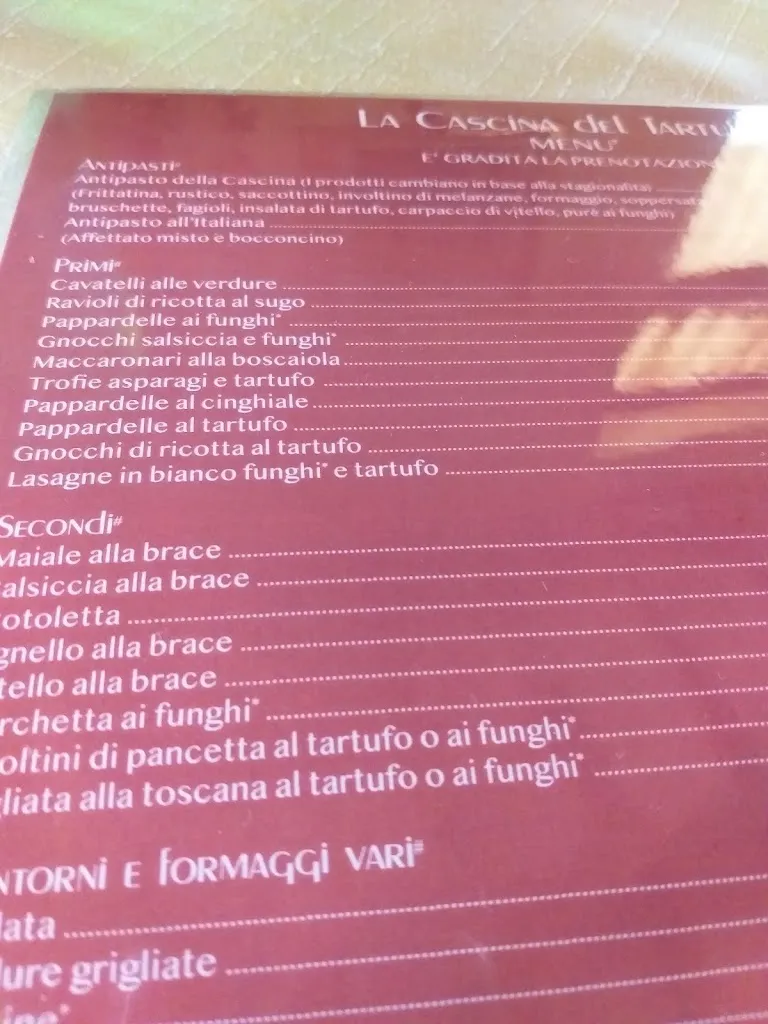 LA CASCINA dEL TARTU
MENU*
E' GRADITA LA PRENOTAZION
ANTIPASTI#
Antipasto della Cascina (I prodotti cambiano in base alla stagionalità)
(Frittatina, rustico, saccottino, involtino di melanzane, formaggio, soppersata
bruschette, fagioli, insalata di tartufo, carpaccio di vitello, purè ai funghi)
Antipasto all'Italiana
(Affettato misto e bocconcino)
PRIMI#
Cavatelli alle verdure
Ravioli di ricotta al sugo
Pappardelle ai funghi*
Gnocchi salsiccia e funghi*
Maccaronari alla boscaiola
Trofie asparagi e tartufo
Pappardelle al cinghiale
Pappardelle al tartufo
Gnocchi di ricotta al tartufo
Lasagne in bianco funghi* e tartufo
SECONdi#
Maiale alla brace
alsiccia alla brace
otoletta
gnello alla brace
tello alla brace
rchetta ai funghi*
oltini di pancetta al tartufo o ai funghi*
gliata alla toscana al tartufo o ai funghi*
NTORNI E FORMAGGI VARI#
lata
dure grigliate